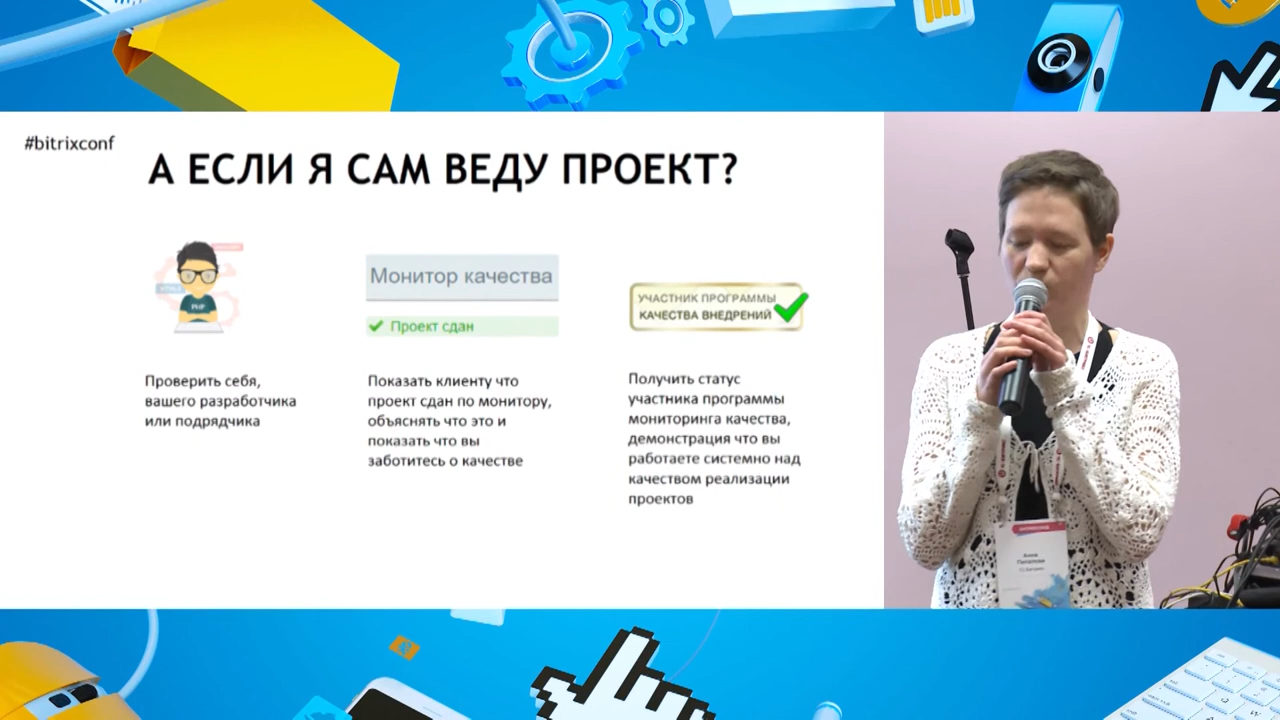 #bitrixconf
А ЕСЛИ Я САМ ВЕДУ ПРОЕКТ?
PHP
Проверить себя,
вашего разработчика
или подрядчика
Монитор качества
Проект сдан
Показать клиенту что
проект сдан по монитору,
объяснять что это и
показать что вы
заботитесь о качестве
УЧАСТНИК ПРОГРАММЫ
КАЧЕСТВА ВНЕДРЕНИЙ
Получить статус
участника программы
мониторинга качества,
демонстрация что вы
работаете системно над
качеством реализации
проектов
Анна